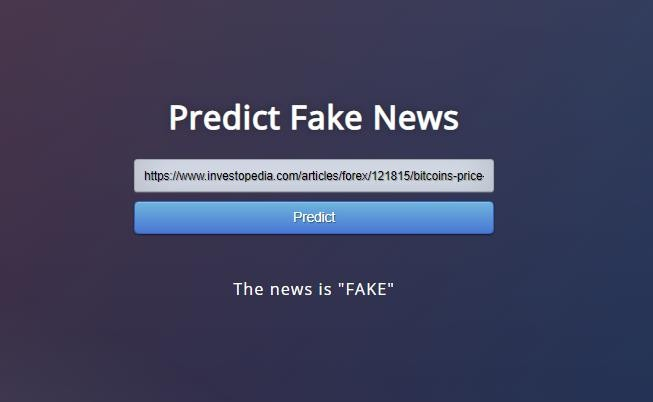 Predict Fake News
https://www.investopedia.com/articles/forex/121815/bitcoins-price-
Predict
The news is "FAKE"